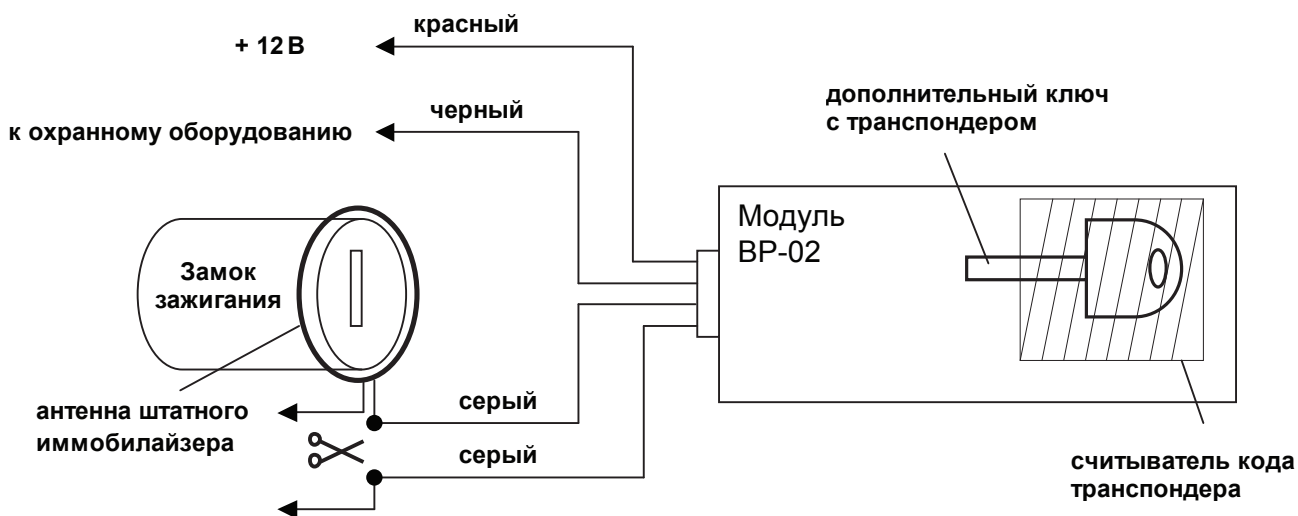 красный
+ 12 В
черный
к охранному оборудованию
дополнительный ключ
с транспондером
Модуль
ВР-02
Замок
зажигания
антенна штатного
иммобилайзера
серый
серый
считыватель кода
транспондера